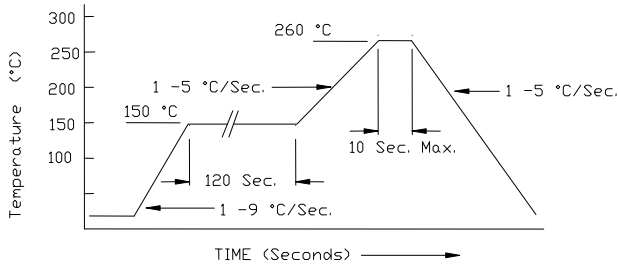 300
260 °C
250
200
1 -5 °C/Sec.
1 -5 °C/Sec.
150 °C
150
10 Sec. Max.
100
120 Sec.
1 -9 °C/Sec.
Temperature (°C)
TIME (Seconds)